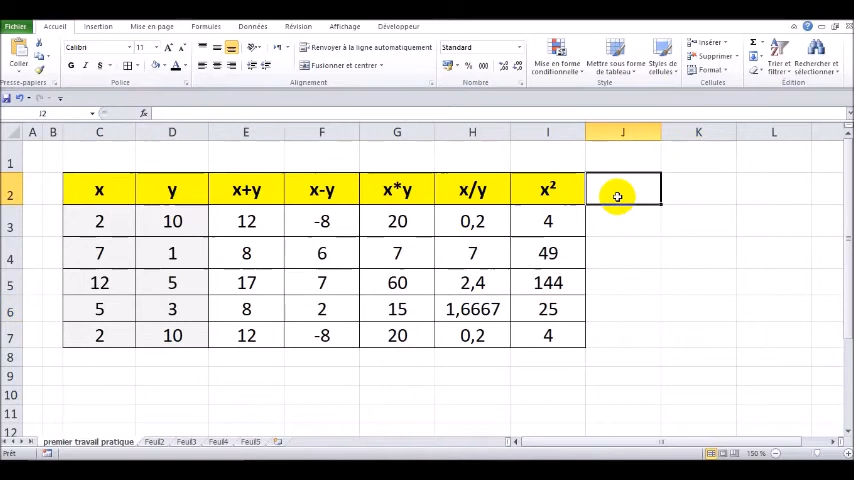 Fichier Accueil Insertion Mise en page Formules Données Révision Affichage Développeur
Coller
Calibri 11 A A
Renvoyer à la ligne automatiquement
Standard
G I S A
Fusionner et centrer
% 000
Mise en forme conditionnelle
Mettre sous forme de tableau
Styles de cellules
Insérer
Supprimer
Format
Σ
Trier et filtrer
Rechercher et sélectionner
Presse-papiers Police Alignement Nombre Style Cellules Édition
J2 fx
A B C D E F G H I J K L
1
2 x y x+y x-y x*y x/y x²
3 2 10 12 -8 20 0,2 4
4 7 1 8 6 7 7 49
5 12 5 17 7 60 2,4 144
6 5 3 8 2 15 1,6667 25
7 2 10 12 -8 20 0,2 4
8
9
10
11
12
premier travail pratique Feuil2 Feuil3 Feuil4 Feuil5
Prêt 150 %